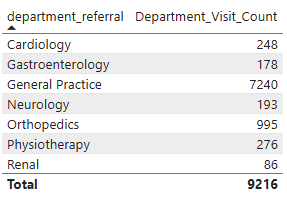 department_referral Department_Visit_Count
Cardiology 248
Gastroenterology 178
General Practice 7240
Neurology 193
Orthopedics 995
Physiotherapy 276
Renal 86
Total 9216